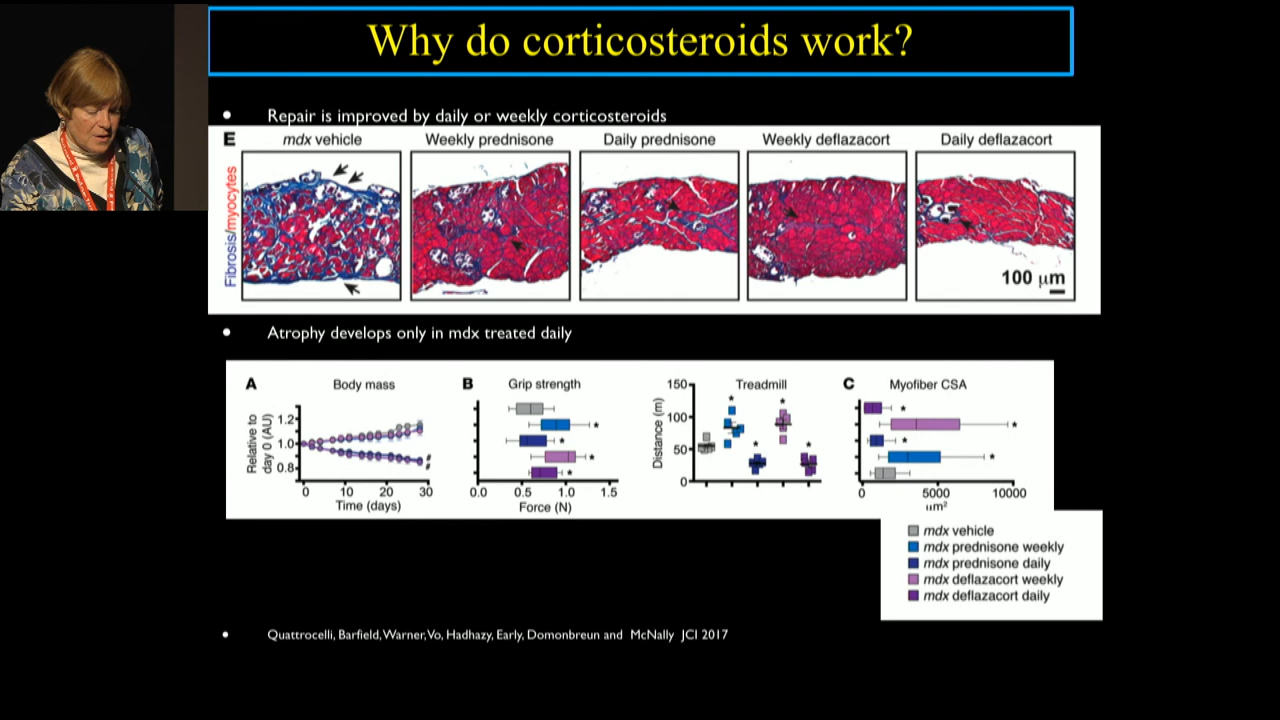 Why do corticosteroids work?
• Repair is improved by daily or weekly corticosteroids
E
mdx vehicle
Weekly prednisone
Daily prednisone
Weekly deflazacort
Daily deflazacort
Fibrosis/myocytes
100 μm
• Atrophy develops only in mdx treated daily
A
Body mass
Relative to
day 0 (AU)
1.2
1.0
0.8
#
#
0 10 20 30
Time (days)
B
Grip strength
*
*
*
*
0.0 0.5 1.0 1.5
Force (N)
Treadmill
Distance (m)
150
100
50
0
* * * *
C
Myofiber CSA
*
*
*
*
0 5000 10000
μm²
mdx vehicle
mdx prednisone weekly
mdx prednisone daily
mdx deflazacort weekly
mdx deflazacort daily
• Quattrocelli, Barfield, Warner, Vo, Hadhazy, Early, Domonbreun and McNally JCI 2017